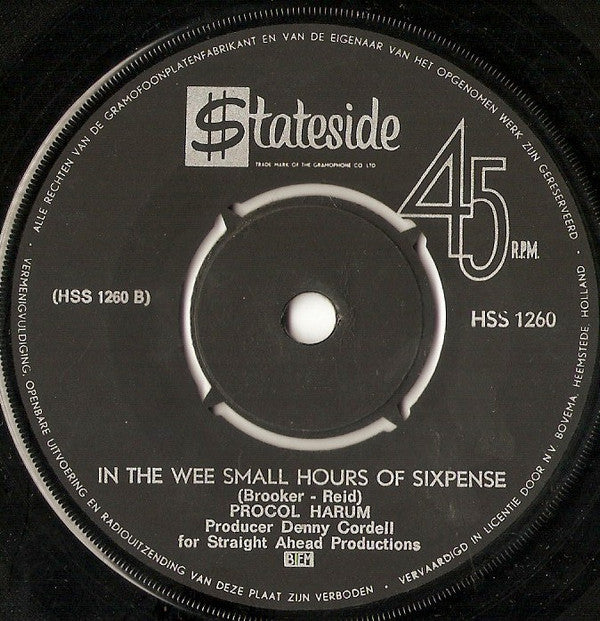 ALLE RECHTEN VAN DE GRAMOFOONPLATENFABRIKANT EN VAN DE EIGENAAR VAN HET OPGENOMEN WERK ZIJN GERESERVEERD
$tateside
TRADE MARK OF THE GRAMOPHONE CO LTD
45 R.P.M.
(HSS 1260 B)
HSS 1260
IN THE WEE SMALL HOURS OF SIXPENSE
(Brooker - Reid)
PROCOL HARUM
Producer Denny Cordell
for Straight Ahead Productions
BIEM
VERMENIGVULDIGING, OPENBARE UITVOERING EN RADIOUITZENDING VAN DEZE PLAAT ZIJN VERBODEN • VERVAARDIGD IN LICENTIE DOOR N.V. BOVEMA, HEEMSTEDE, HOLLAND